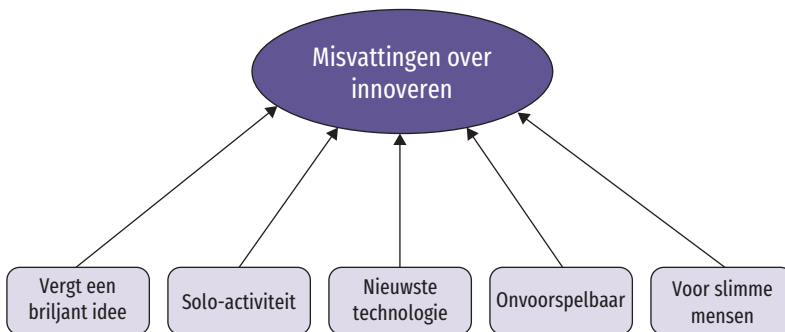 Misvattingen over
innoveren
Vergt een
briljant idee
Solo-activiteit
Nieuwste
technologie
Onvoorspelbaar
Voor slimme
mensen